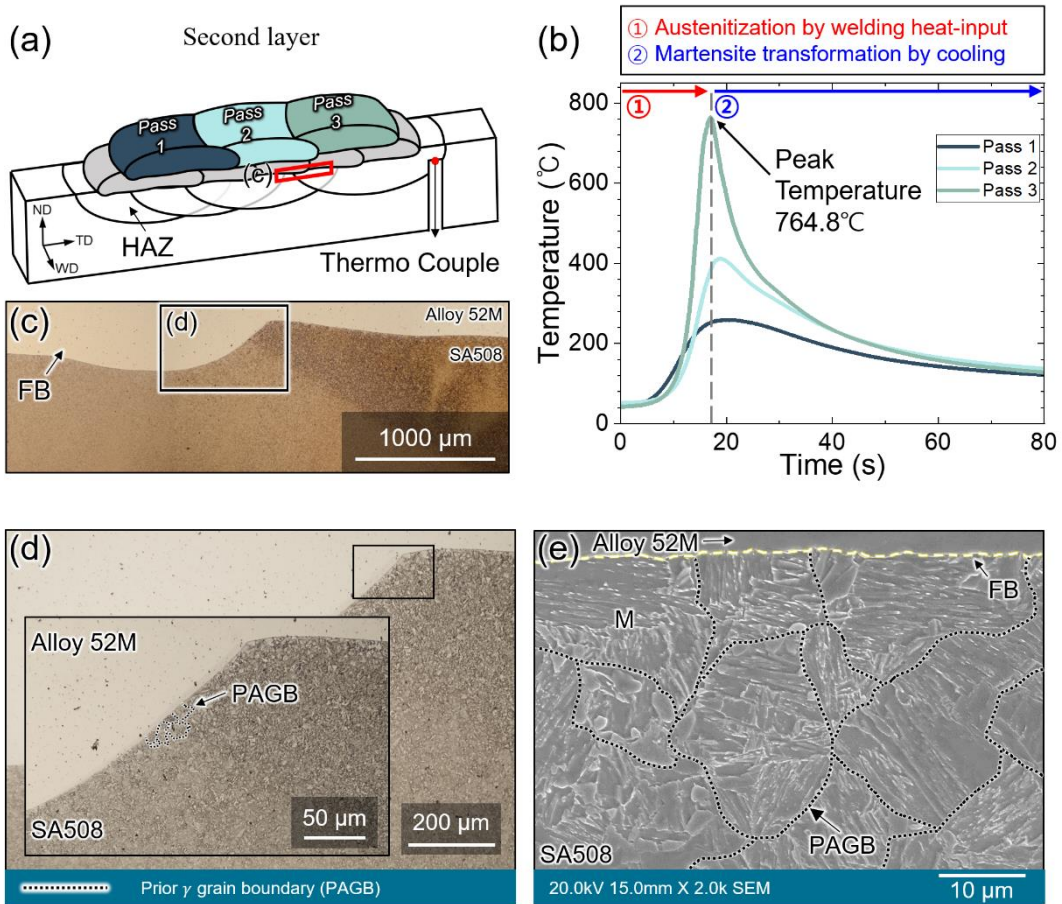 (a)
Second layer
Pass
1
Pass
2
Pass
3
(c)
ND
TD
WD
HAZ
Thermo Couple
(b)
① Austenitization by welding heat-input
② Martensite transformation by cooling
①
②
Peak
Temperature
764.8℃
Pass 1
Pass 2
Pass 3
Temperature (℃)
800
600
400
200
0
0
20
40
60
80
Time (s)
(c)
(d)
Alloy 52M
SA508
FB
1000 µm
(d)
Alloy 52M
PAGB
SA508
50 µm
200 µm
Prior γ grain boundary (PAGB)
(e)
Alloy 52M
FB
M
PAGB
SA508
20.0kV 15.0mm X 2.0k SEM
10 µm